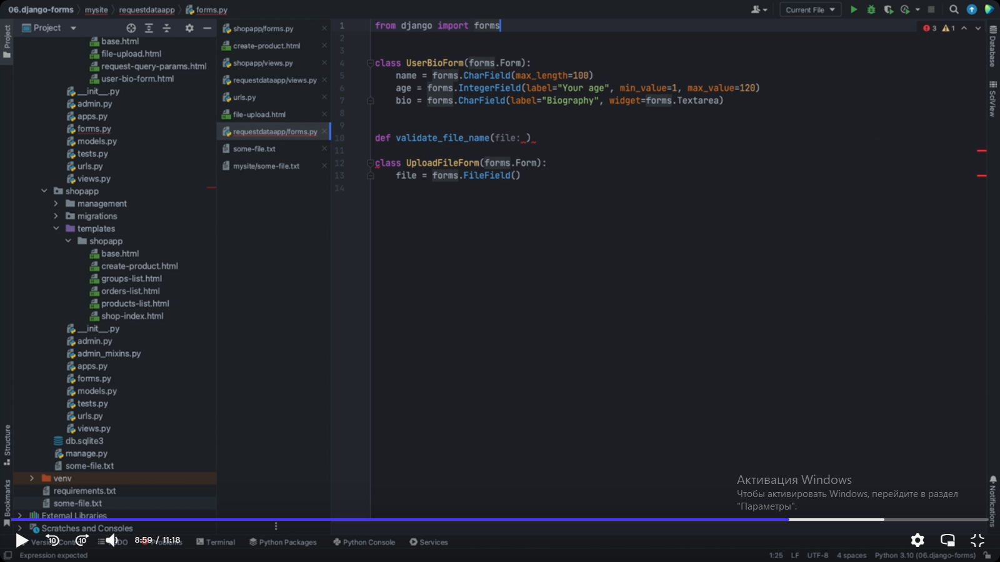 06.django-forms
mysite
requestdataapp
forms.py
Current File
Project
base.html
file-upload.html
request-query-params.html
user-bio-form.html
__init__.py
admin.py
apps.py
forms.py
models.py
tests.py
urls.py
views.py
shopapp
management
migrations
templates
shopapp
base.html
create-product.html
groups-list.html
orders-list.html
products-list.html
shop-index.html
__init__.py
admin.py
admin_mixins.py
apps.py
forms.py
models.py
tests.py
urls.py
views.py
db.sqlite3
manage.py
some-file.txt
venv
requirements.txt
some-file.txt
External Libraries
Scratches and Consoles
Project
Structure
Bookmarks
shopapp/forms.py
create-product.html
shopapp/views.py
requestdataapp/views.py
urls.py
file-upload.html
requestdataapp/forms.py
some-file.txt
mysite/some-file.txt
1 from django import forms
2
3
4 class UserBioForm(forms.Form):
5 name = forms.CharField(max_length=100)
6 age = forms.IntegerField(label="Your age", min_value=1, max_value=120)
7 bio = forms.CharField(label="Biography", widget=forms.Textarea)
8
9
10 def validate_file_name(file: )
11
12 class UploadFileForm(forms.Form):
13 file = forms.FileField()
14
3 1
Database
SciView
Notifications
Активация Windows
Чтобы активировать Windows, перейдите в раздел
"Параметры".
10
10
8:59 / 11:18
Terminal
Python Packages
Python Console
Services
Expression expected
1:25 LF UTF-8 4 spaces Python 3.10 (06.django-forms)